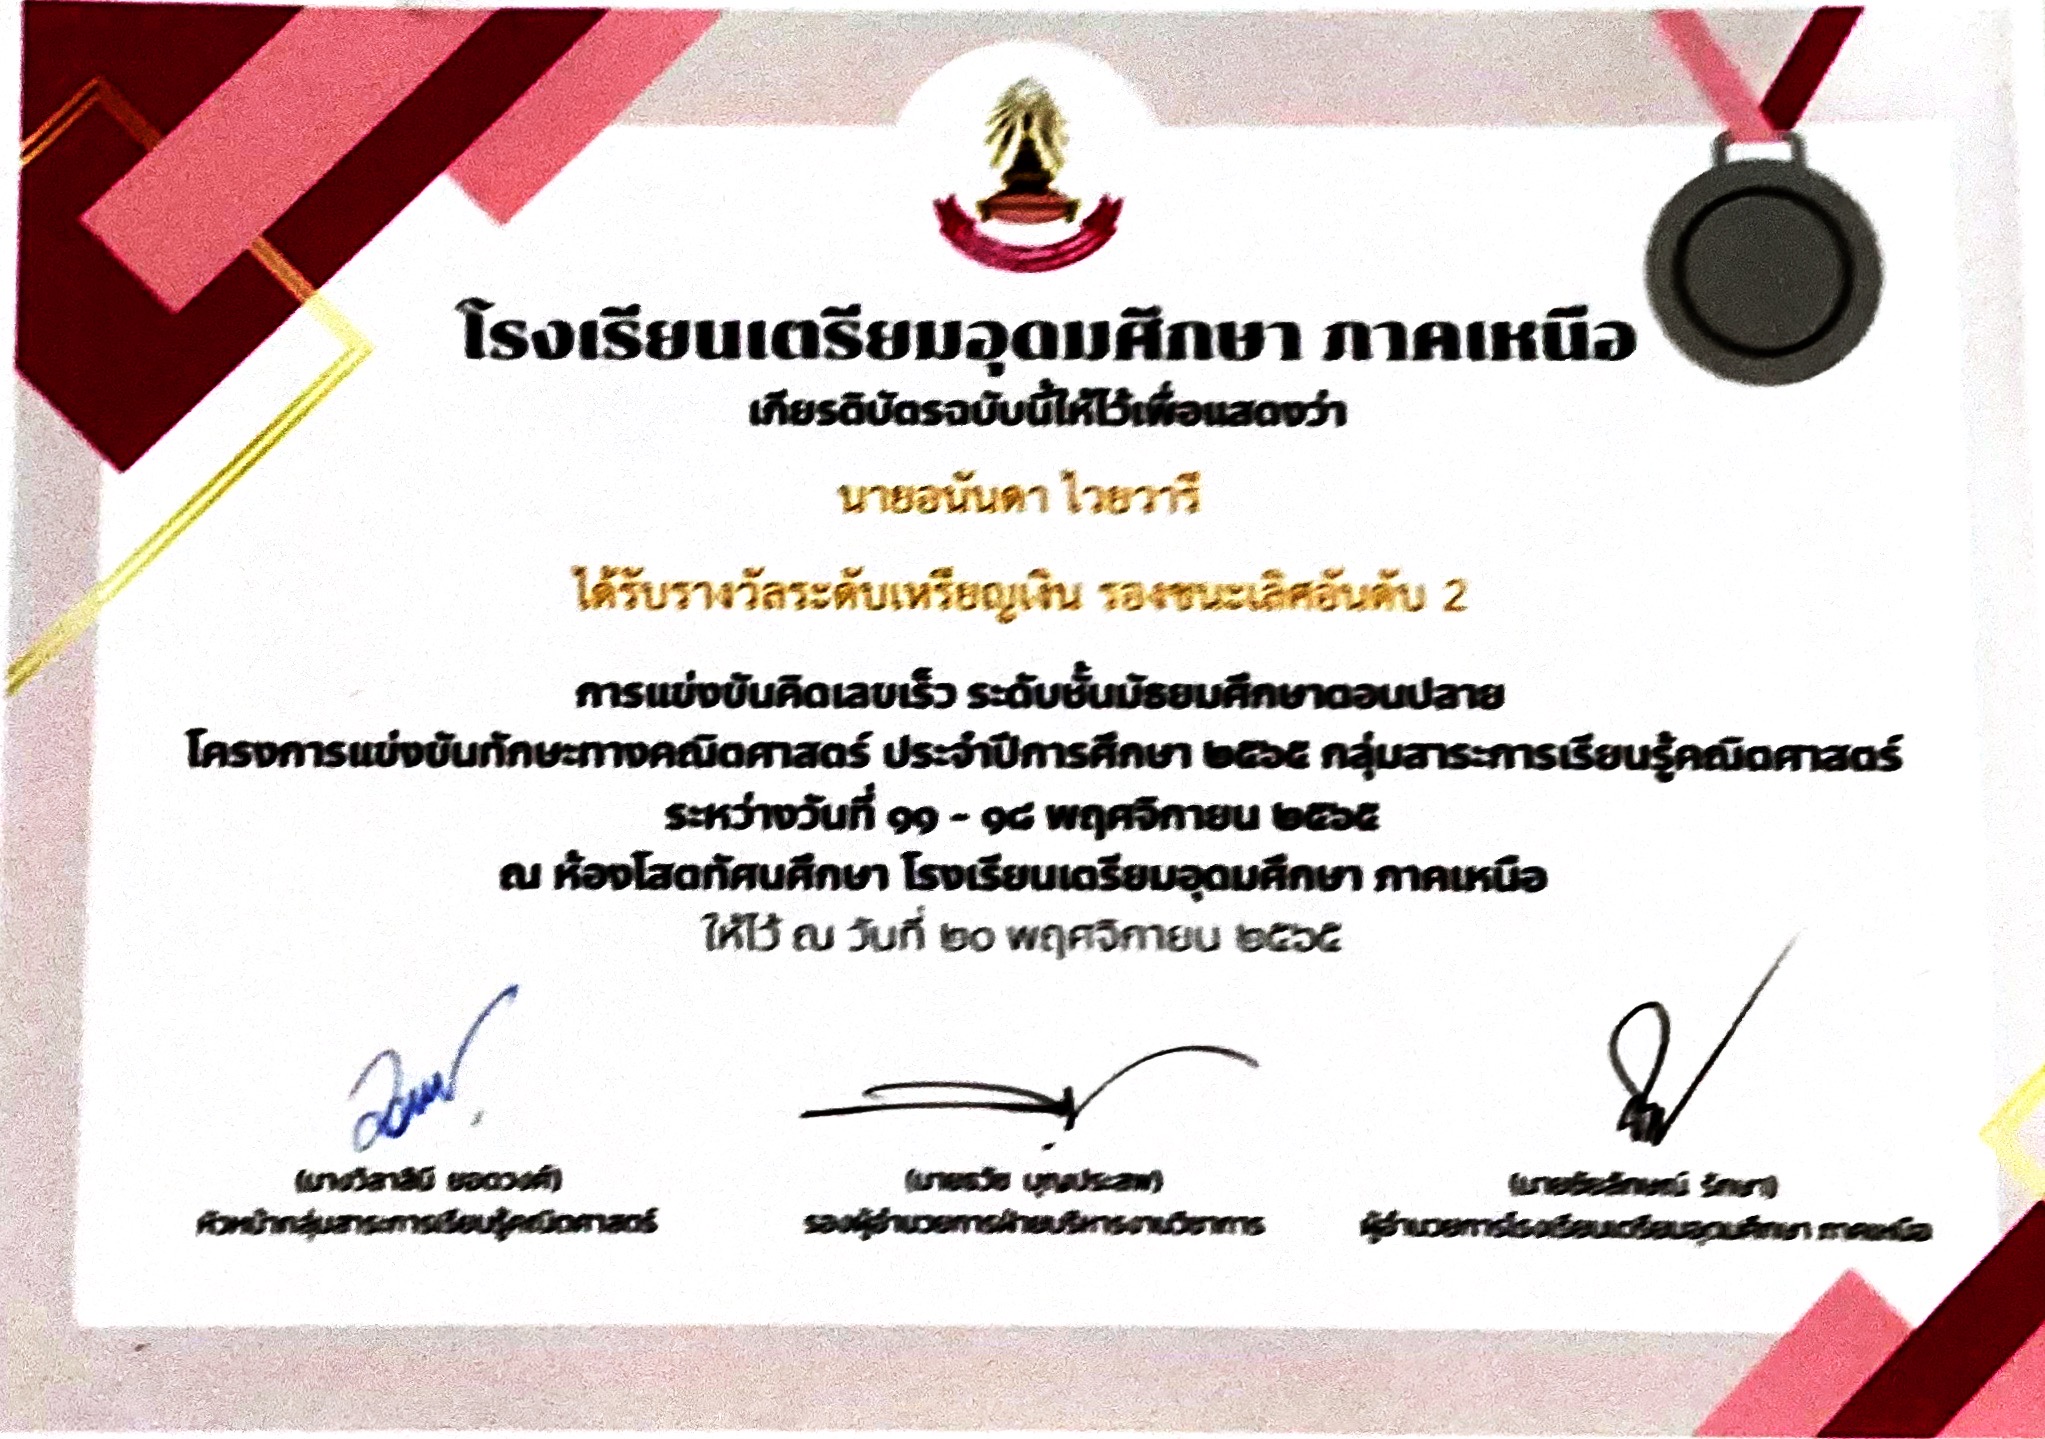 โรงเรียนเตรียมอุดมศึกษา ภาคเหนือ
เกียรติบัตรฉบับนี้ให้ไว้เพื่อแสดงว่า
นายอนันดา ไวยวารี
ได้รับรางวัลระดับเหรียญเงิน รองชนะเลิศอันดับ 2
การแข่งขันคิดเลขเร็ว ระดับชั้นมัธยมศึกษาตอนปลาย
โครงการแข่งขันทักษะทางคณิตศาสตร์ ประจำปีการศึกษา ๒๕๖๕ กลุ่มสาระการเรียนรู้คณิตศาสตร์
ระหว่างวันที่ ๑๑ - ๑๘ พฤศจิกายน ๒๕๖๕
ณ ห้องโสตทัศนศึกษา โรงเรียนเตรียมอุดมศึกษา ภาคเหนือ
ให้ไว้ ณ วันที่ ๒๐ พฤศจิกายน ๒๕๖๕
(นางวิลาสินี ยอดวงค์) (นายธวัช บุญประสพ) (นายชัยลักษณ์ รักษา)
หัวหน้ากลุ่มสาระการเรียนรู้คณิตศาสตร์ รองผู้อำนวยการฝ่ายบริหารงานวิชาการ ผู้อำนวยการโรงเรียนเตรียมอุดมศึกษา ภาคเหนือ